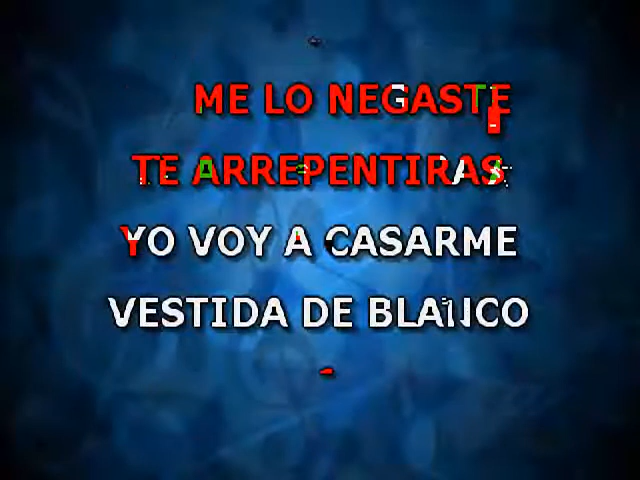 ME LO NEGASTE
TE ARREPENTIRAS
YO VOY A CASARME
VESTIDA DE BLANCO